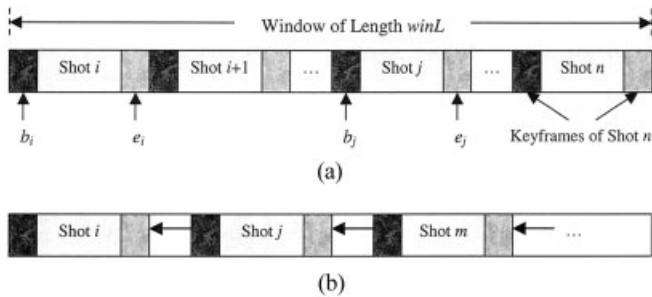 Window of Length winL
Shot i Shot i+1 ... Shot j ... Shot n
b_i e_i b_j e_j Keyframes of Shot n
(a)
Shot i Shot j Shot m ...
(b)